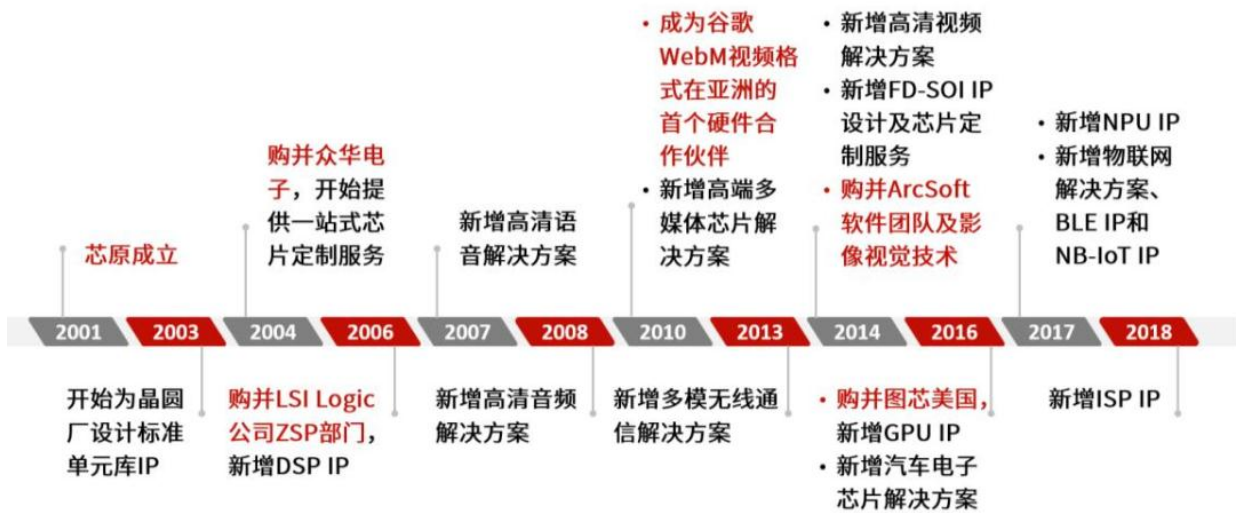 • 成为谷歌
WebM视频格
式在亚洲的
首个硬件合
作伙伴
• 新增高端多
媒体芯片解
决方案
• 新增高清视频
解决方案
• 新增FD-SOI IP
设计及芯片定
制服务
• 购并ArcSoft
软件团队及影
像视觉技术
• 新增NPU IP
• 新增物联网
解决方案、
BLE IP和
NB-IoT IP
购并众华电
子，开始提
供一站式芯
片定制服务
新增高清语
音解决方案
芯原成立
2001 2003 2004 2006 2007 2008 2010 2013 2014 2016 2017 2018
开始为晶圆
厂设计标准
单元库IP
购并LSI Logic
公司ZSP部门，
新增DSP IP
新增高清音频
解决方案
新增多模无线通
信解决方案
• 购并图芯美国，
新增GPU IP
• 新增汽车电子
芯片解决方案
新增ISP IP